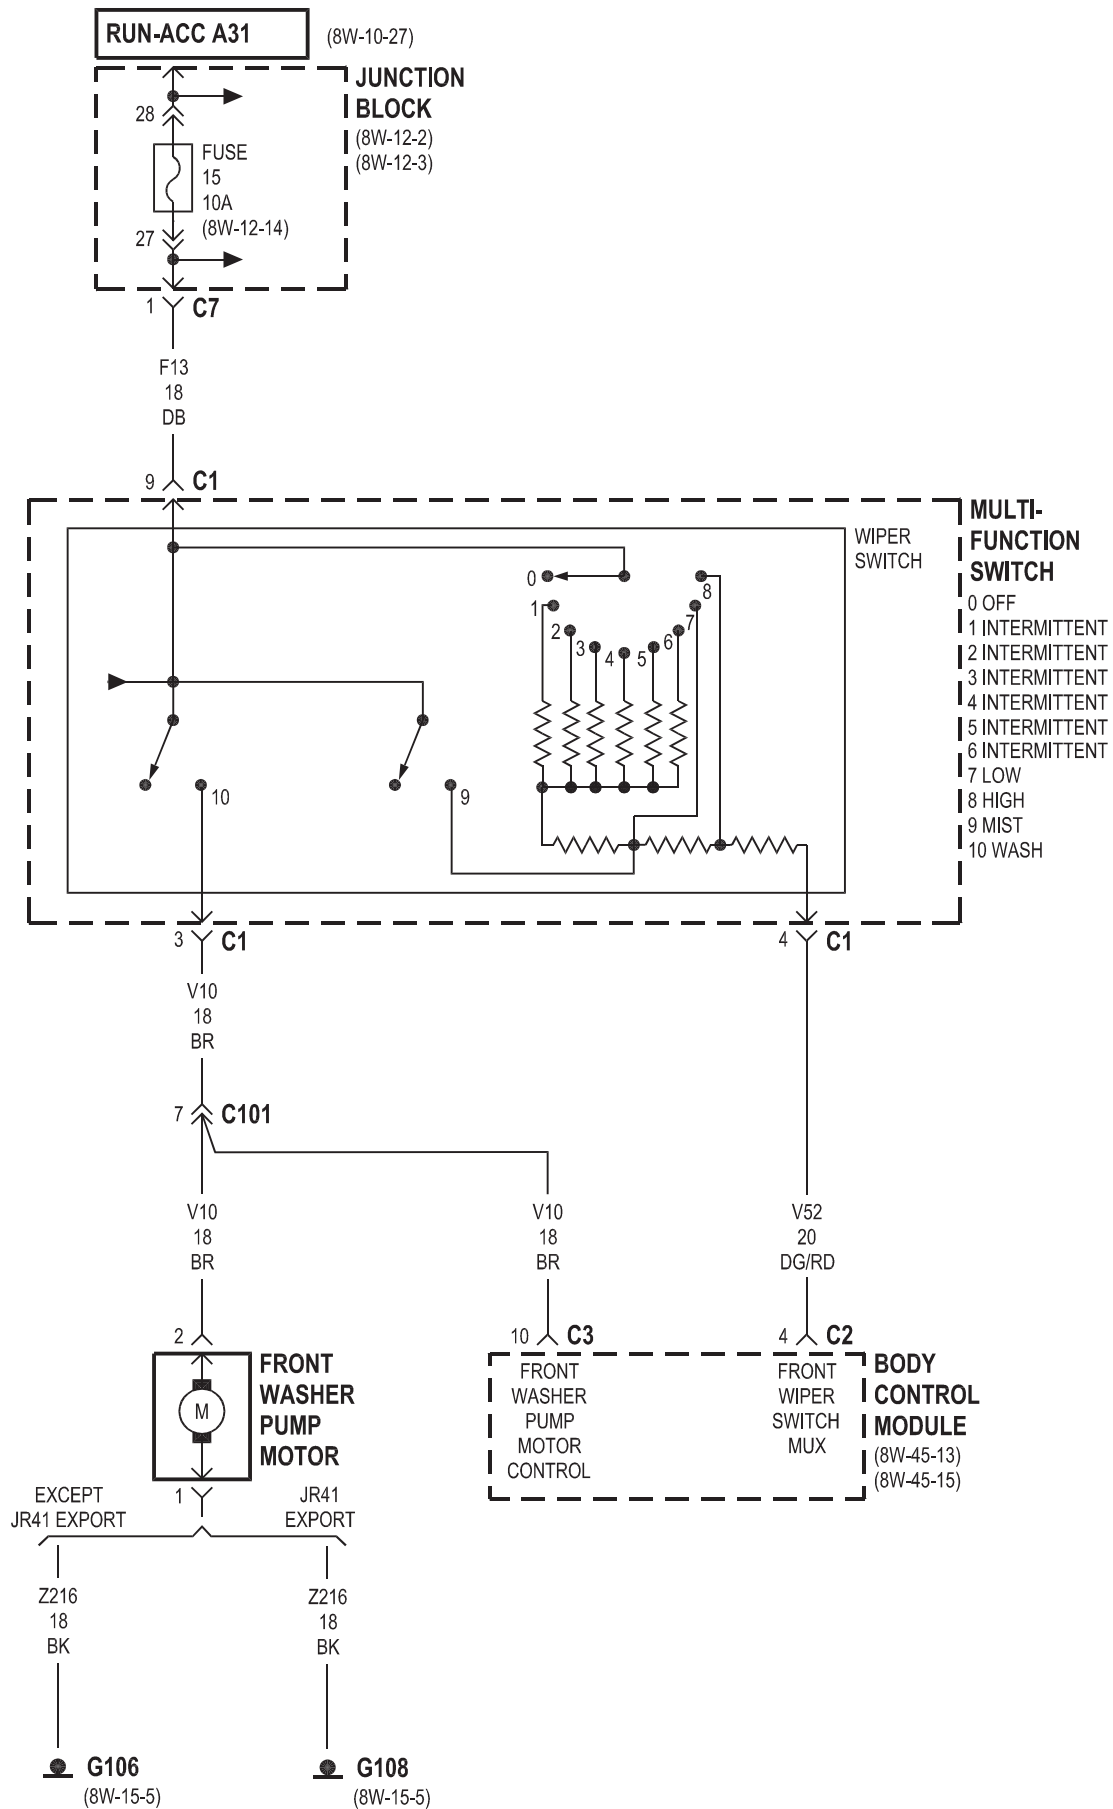 RUN-ACC A31
(8W-10-27)
JUNCTION
BLOCK
(8W-12-2)
(8W-12-3)
28
FUSE
15
10A
(8W-12-14)
27
1 C7
F13
18
DB
9 C1
MULTI-
FUNCTION
SWITCH
WIPER
SWITCH
0 OFF
1 INTERMITTENT
2 INTERMITTENT
3 INTERMITTENT
4 INTERMITTENT
5 INTERMITTENT
6 INTERMITTENT
7 LOW
8 HIGH
9 MIST
10 WASH
0
1
2
3
4
5
6
7
8
10
9
3 C1
4 C1
V10
18
BR
7 C101
V10
18
BR
V10
18
BR
V52
20
DG/RD
2
10 C3
4 C2
FRONT
WASHER
PUMP
MOTOR
M
FRONT
WASHER
PUMP
MOTOR
CONTROL
FRONT
WIPER
SWITCH
MUX
BODY
CONTROL
MODULE
(8W-45-13)
(8W-45-15)
1
EXCEPT
JR41 EXPORT
JR41
EXPORT
Z216
18
BK
Z216
18
BK
G106
(8W-15-5)
G108
(8W-15-5)